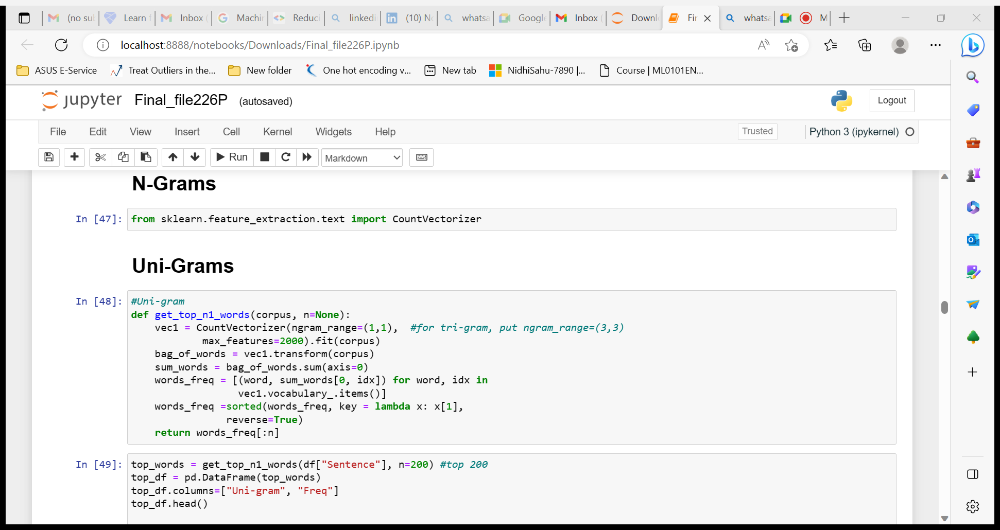 (no su Learn f Inbox ( Machin Reduci linkedi (10) N whatsa Google Inbox ( Downl Fir whatsa M
localhost:8888/notebooks/Downloads/Final_file226P.ipynb
ASUS E-Service Treat Outliers in the... New folder One hot encoding v... New tab NidhiSahu-7890 |... Course | ML0101EN...
jupyter Final_file226P (autosaved) Logout
File Edit View Insert Cell Kernel Widgets Help Trusted Python 3 (ipykernel)
Run Markdown
N-Grams
In [47]: from sklearn.feature_extraction.text import CountVectorizer
Uni-Grams
In [48]: #Uni-gram
def get_top_n1_words(corpus, n=None):
    vec1 = CountVectorizer(ngram_range=(1,1),  #for tri-gram, put ngram_range=(3,3)
            max_features=2000).fit(corpus)
    bag_of_words = vec1.transform(corpus)
    sum_words = bag_of_words.sum(axis=0)
    words_freq = [(word, sum_words[0, idx]) for word, idx in
                  vec1.vocabulary_.items()]
    words_freq =sorted(words_freq, key = lambda x: x[1],
                reverse=True)
    return words_freq[:n]
In [49]: top_words = get_top_n1_words(df["Sentence"], n=200) #top 200
top_df = pd.DataFrame(top_words)
top_df.columns=["Uni-gram", "Freq"]
top_df.head()